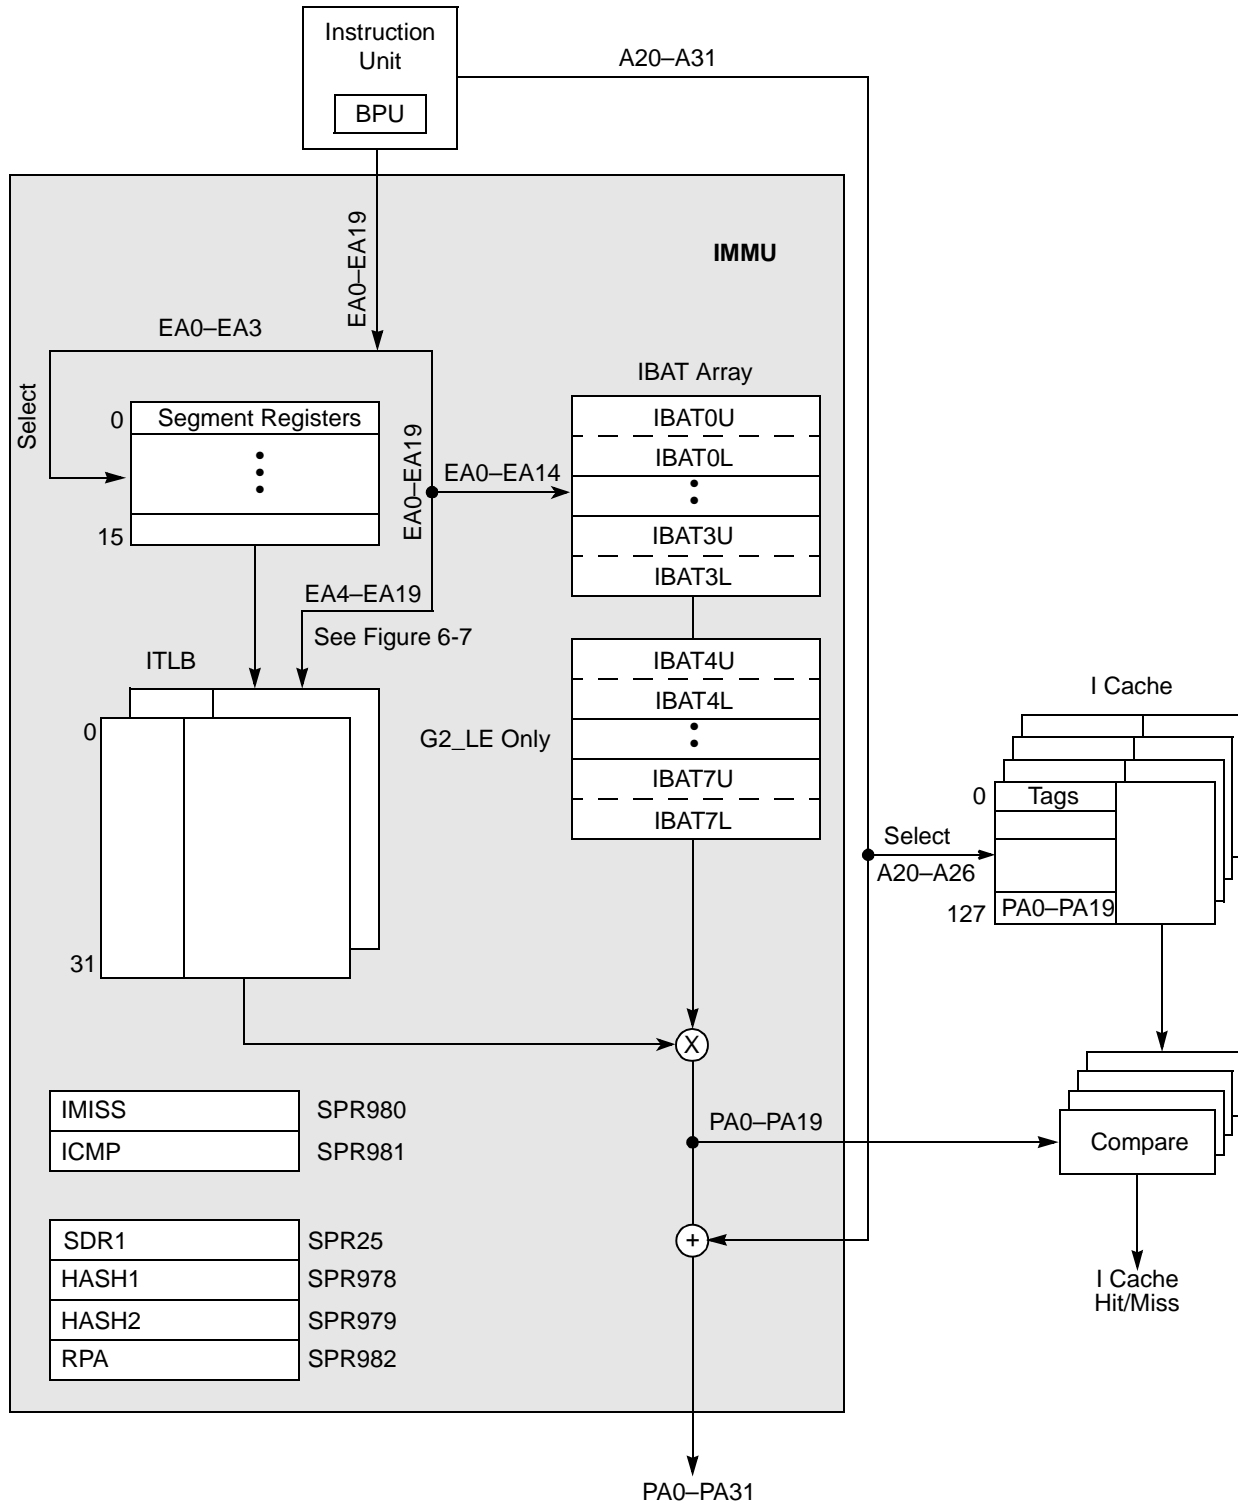 Instruction
Unit
BPU
A20–A31
EA0–EA19
IMMU
EA0–EA3
Select
0
Segment Registers
15
EA0–EA19
EA0–EA14
IBAT Array
IBAT0U
IBAT0L
IBAT3U
IBAT3L
EA4–EA19
See Figure 6-7
ITLB
0
31
G2_LE Only
IBAT4U
IBAT4L
IBAT7U
IBAT7L
I Cache
0
Tags
Select
A20–A26
127
PA0–PA19
X
IMISS
SPR980
ICMP
SPR981
PA0–PA19
Compare
SDR1
SPR25
HASH1
SPR978
HASH2
SPR979
RPA
SPR982
+
I Cache
Hit/Miss
PA0–PA31